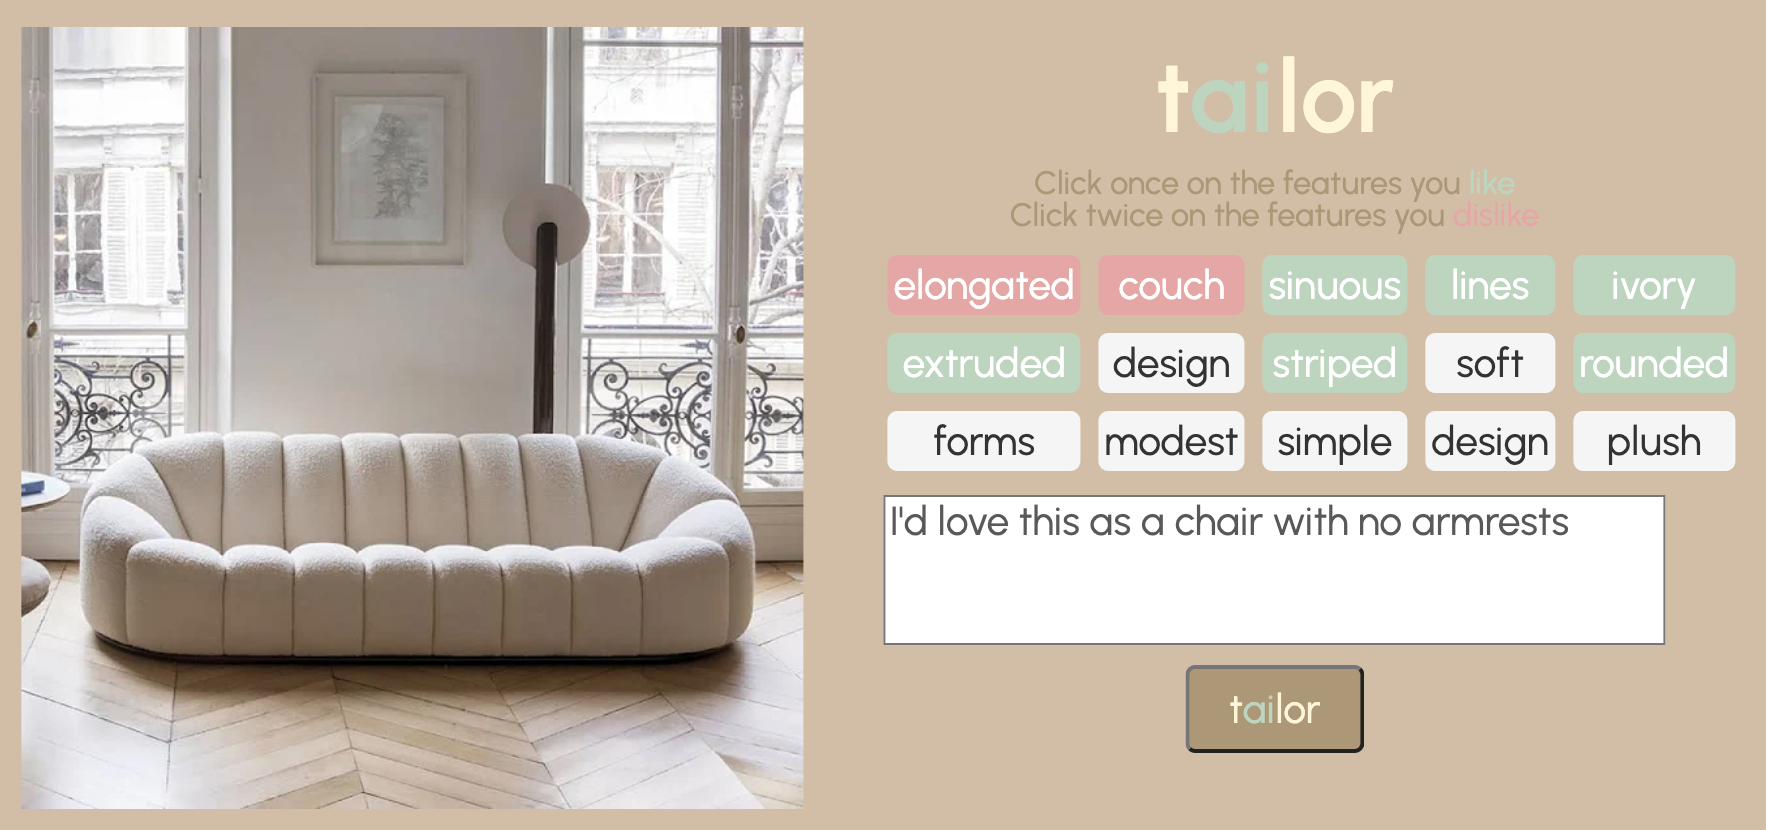 tailor
Click once on the features you like
Click twice on the features you dislike
elongated couch sinuous lines ivory
extruded design striped soft rounded
forms modest simple design plush
I'd love this as a chair with no armrests
tailor